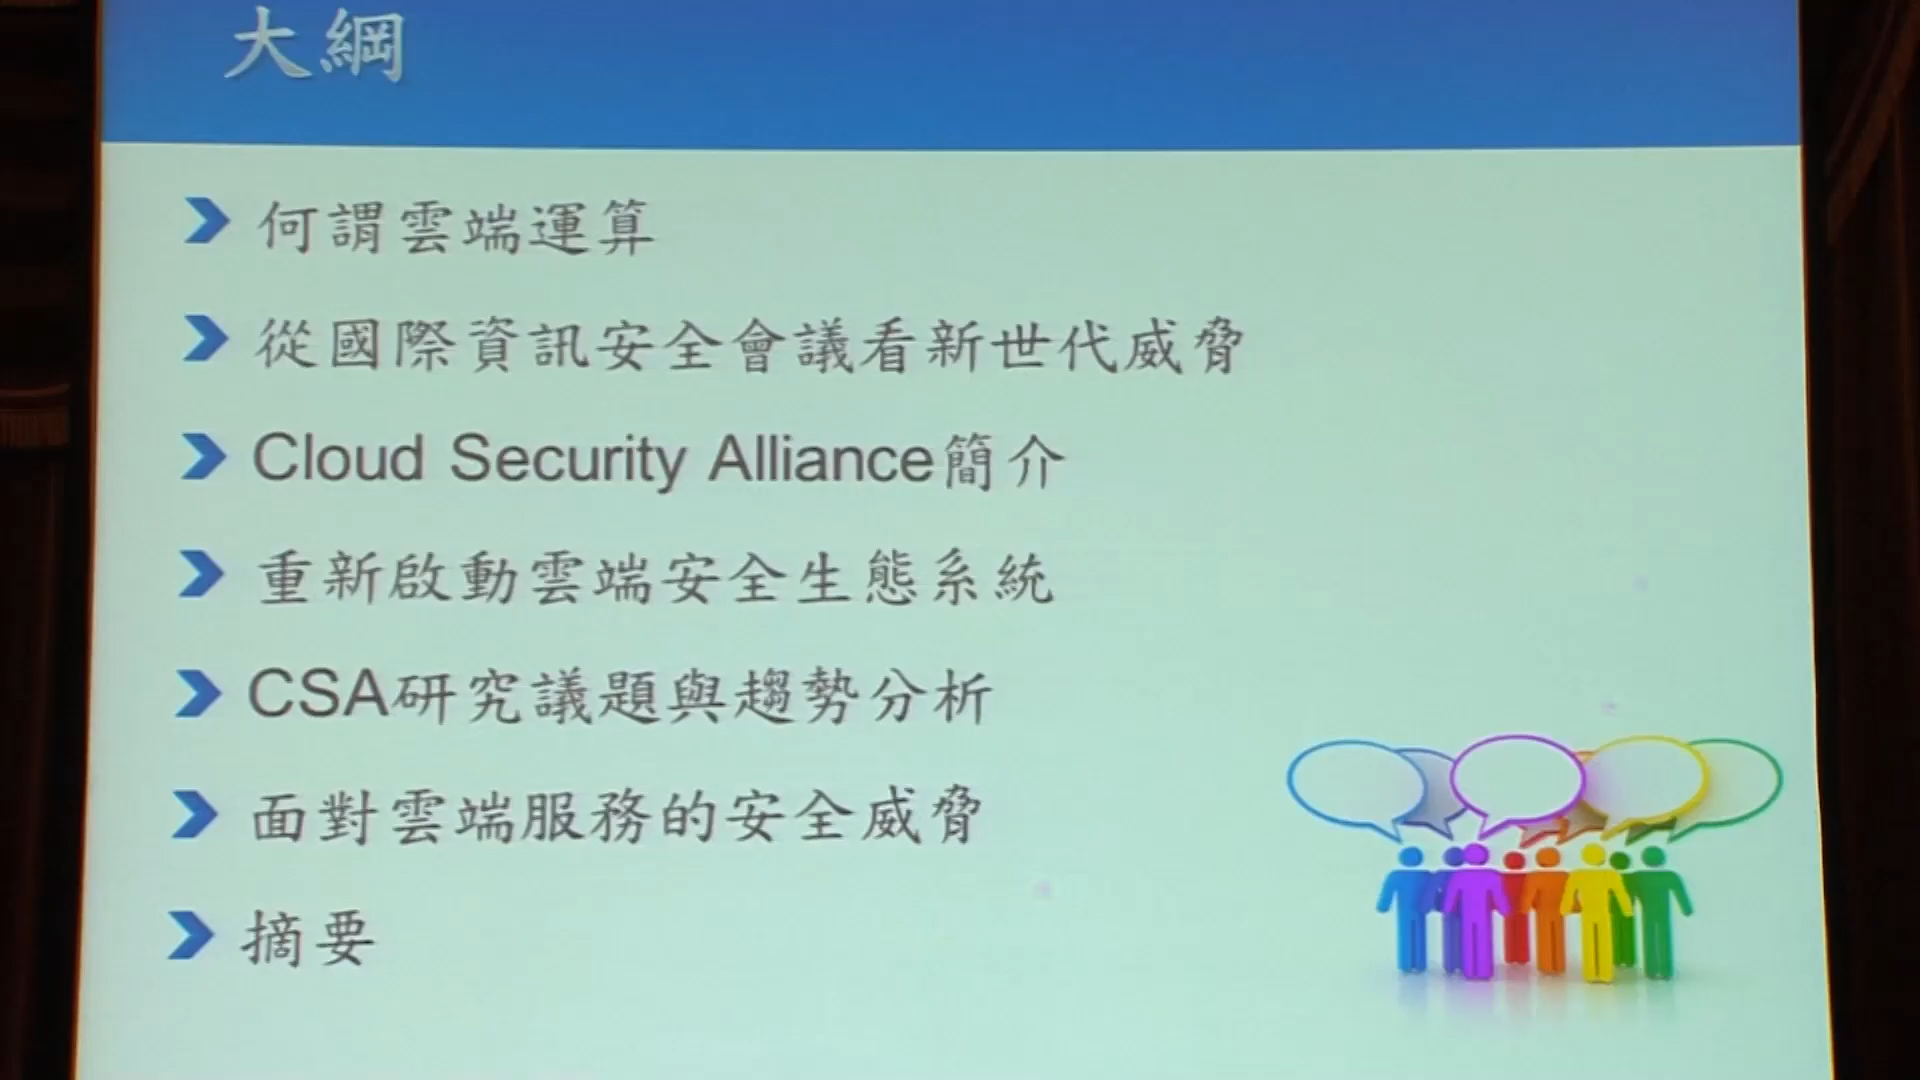 大綱
何謂雲端運算
從國際資訊安全會議看新世代威脅
Cloud Security Alliance簡介
重新啟動雲端安全生態系統
CSA研究議題與趨勢分析
面對雲端服務的安全威脅
摘要